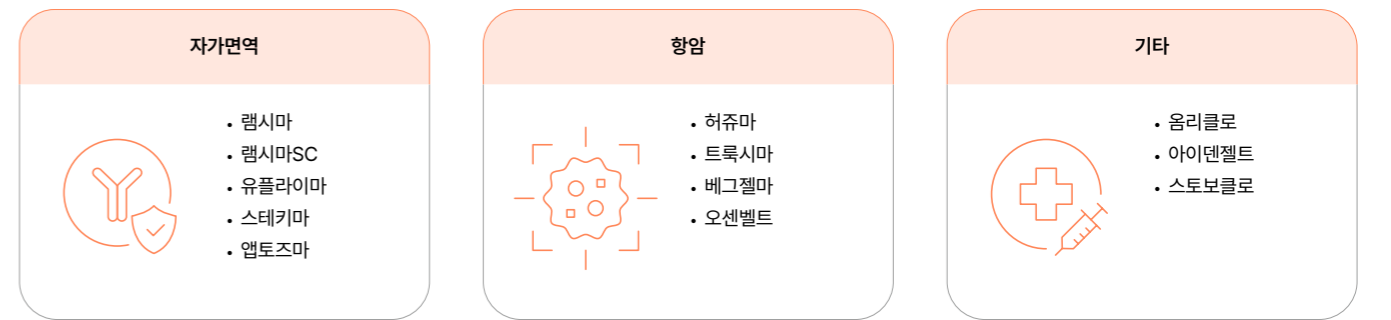 자가면역
• 램시마
• 램시마SC
• 유플라이마
• 스테키마
• 앱토즈마
항암
• 허쥬마
• 트룩시마
• 베그젤마
• 오센벨트
기타
• 옴리클로
• 아이덴젤트
• 스토보클로